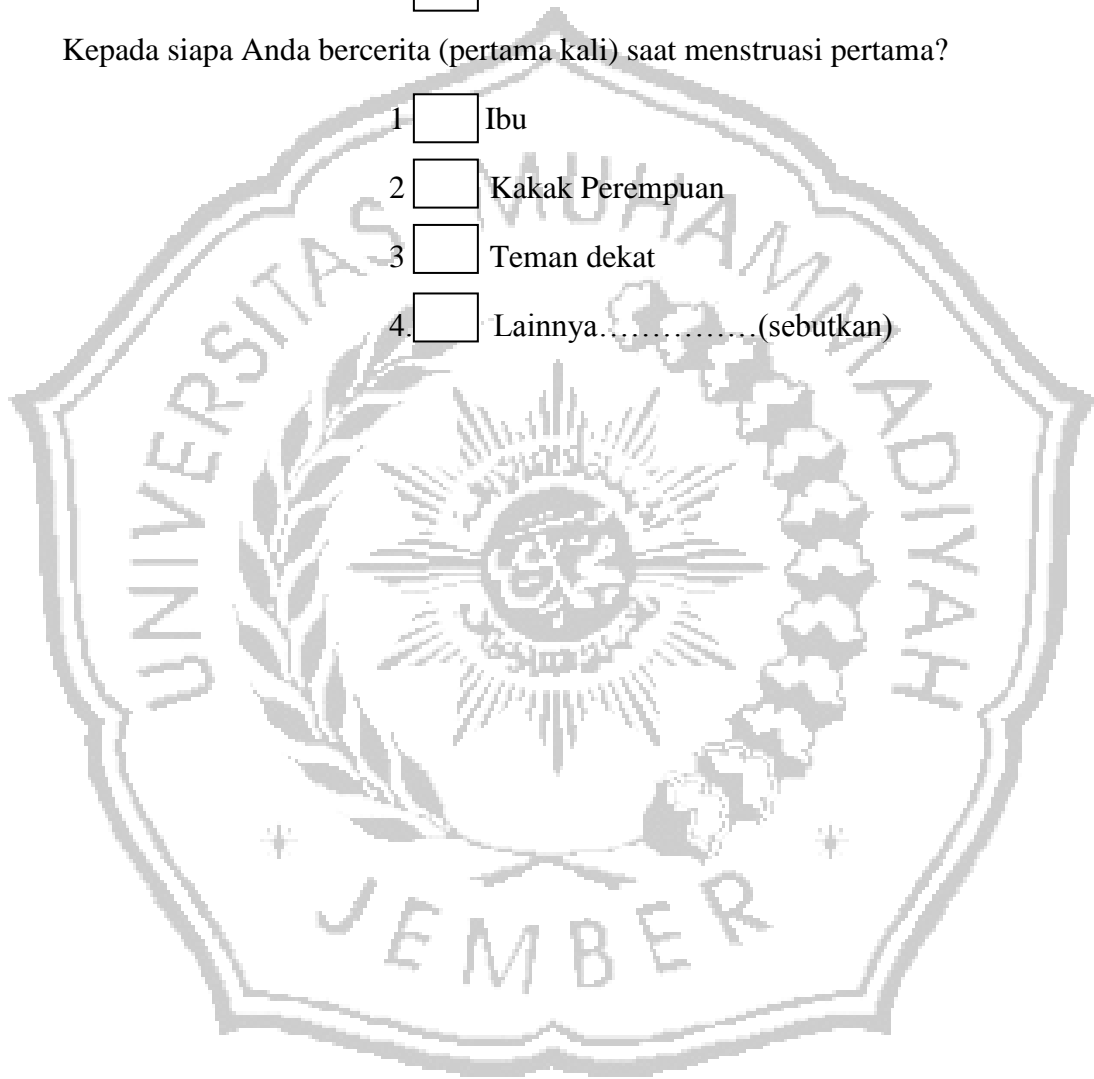 Kepada siapa Anda bercerita (pertama kali) saat menstruasi pertama?
1 Ibu
2 Kakak Perempuan
3 Teman dekat
4. Lainnya……………(sebutkan)
UNIVERSITAS MUHAMMADIYAH
JEMBER